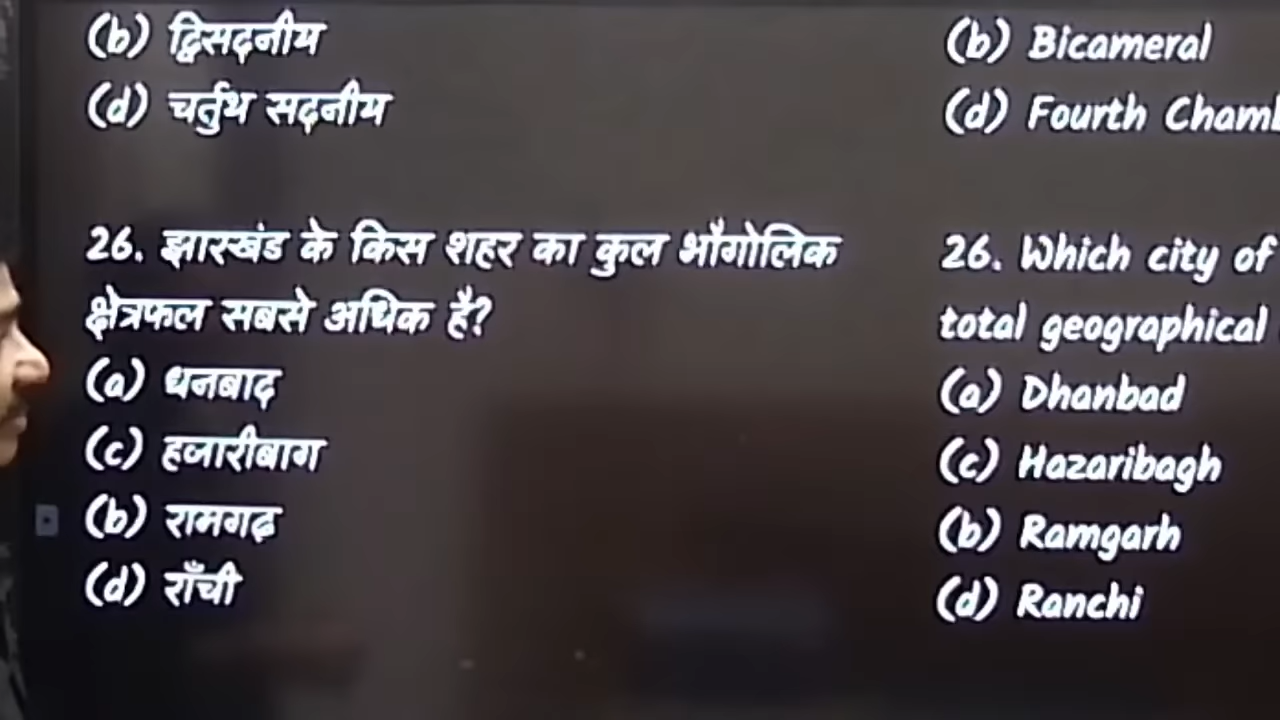 (b) द्विसदनीय
(d) चर्तुथ सदनीय
26. झारखंड के किस शहर का कुल भौगोलिक
क्षेत्रफल सबसे अधिक है?
(a) धनबाद
(c) हजारीबाग
(b) रामगढ़
(d) राँची
(b) Bicameral
(d) Fourth
26. Which city of
total geographical
(a) Dhanbad
(c) Hazaribagh
(b) Ramgarh
(d) Ranchi